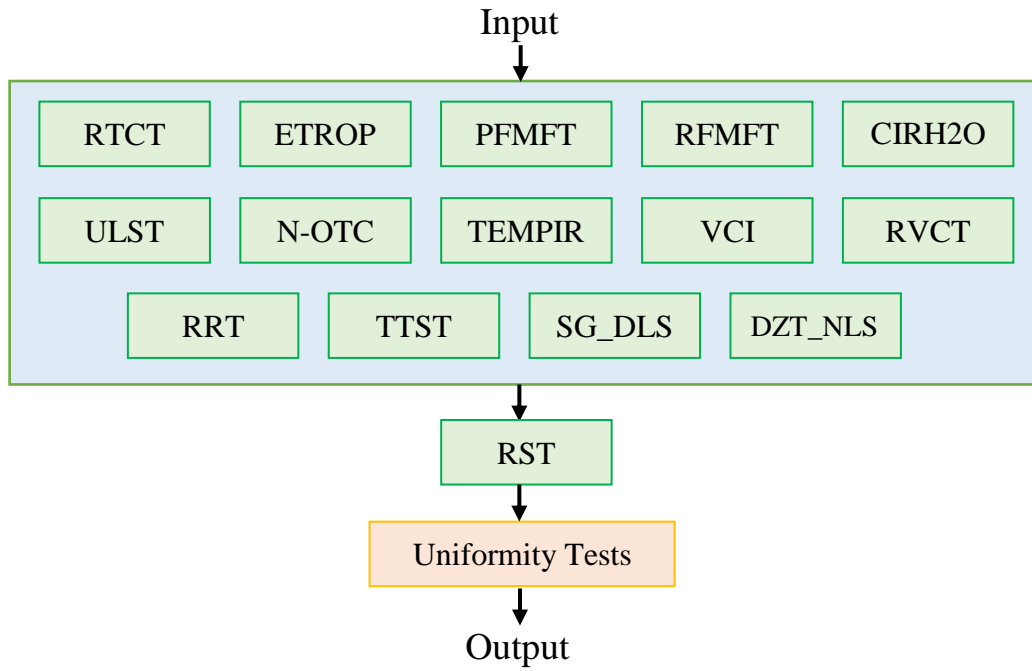 Input
RTCT ETROP PFMFT RFMFT CIRH2O
ULST N-OTC TEMPIR VCI RVCT
RRT TTST SG_DLS DZT_NLS
RST
Uniformity Tests
Output